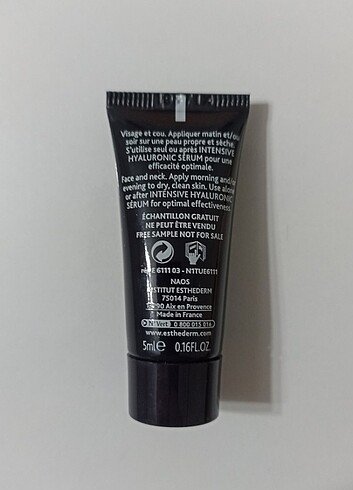 Visage et cou. Appliquer matin et/ou
soir sur une peau propre et sèche.
S'utilise seul ou après INTENSIVE
HYALURONIC SÉRUM pour une
efficacité optimale.
Face and neck. Apply morning and/or
evening to dry, clean skin. Use alone
or after INTENSIVE HYALURONIC
SÉRUM for optimal effectiveness.
ÉCHANTILLON GRATUIT
NE PEUT ÊTRE VENDU
FREE SAMPLE NOT FOR SALE
6111 03 - N1TUE6111
NAOS
INSTITUT ESTHEDERM
75014 Paris
90 Aix en Provence
Made in France
N° Vert 0 800 015 016
www.esthederm.com
5ml e 0.16FL.OZ.